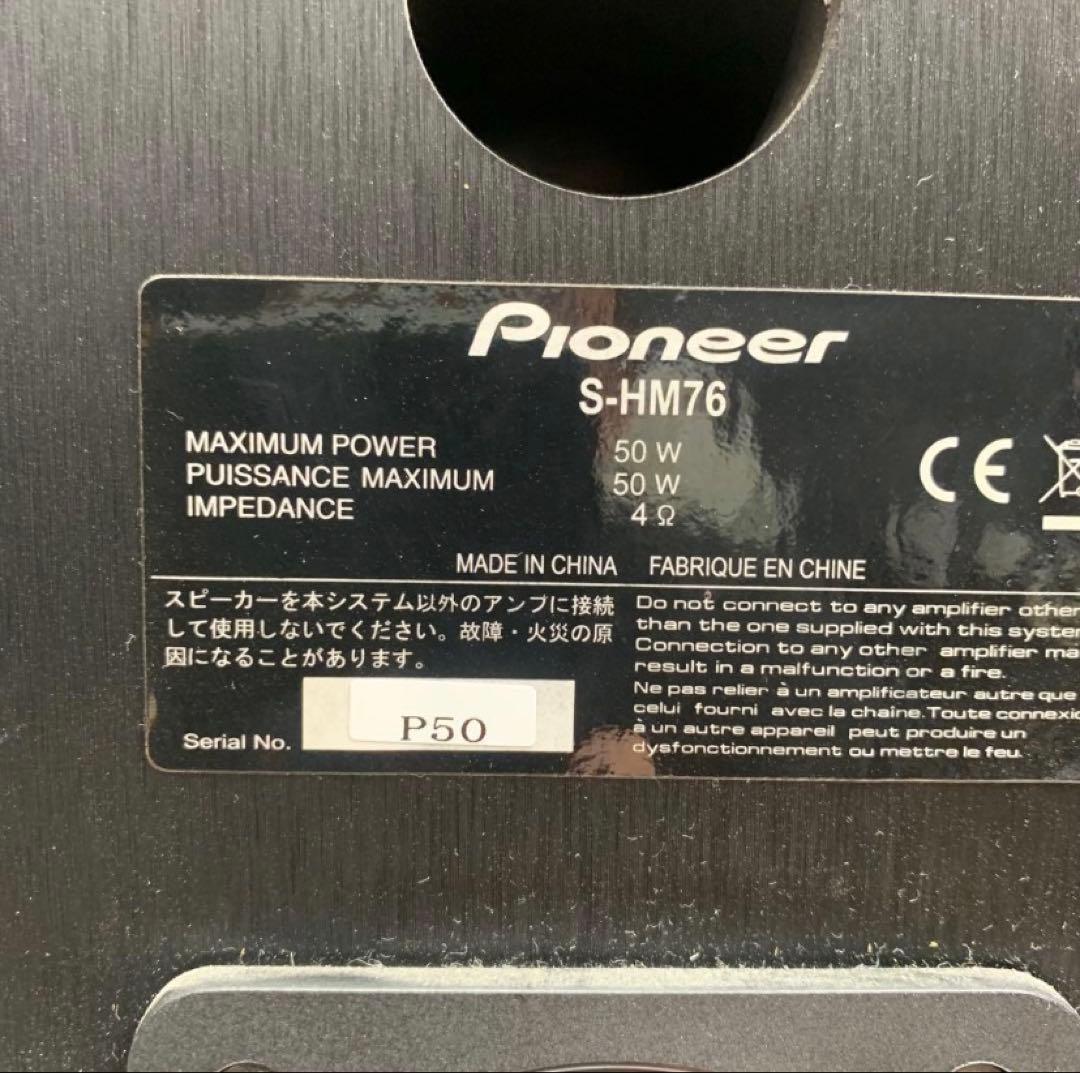 Pioneer
S-HM76
MAXIMUM POWER 50 W
PUISSANCE MAXIMUM 50 W
IMPEDANCE 4 Ω
CE
MADE IN CHINA FABRIQUE EN CHINE
スピーカーを本システム以外のアンプに接続
して使用しないでください。故障・火災の原
因になることがあります。
Serial No. P50
Do not connect to any amplifier other
than the one supplied with this system
Connection to any other amplifier ma
result in a malfunction or a fire.
Ne pas relier à un amplificateur autre que
celui fourni avec la chaîne. Toute connexio
à un autre appareil peut produire un
dysfonctionnement ou mettre le feu.